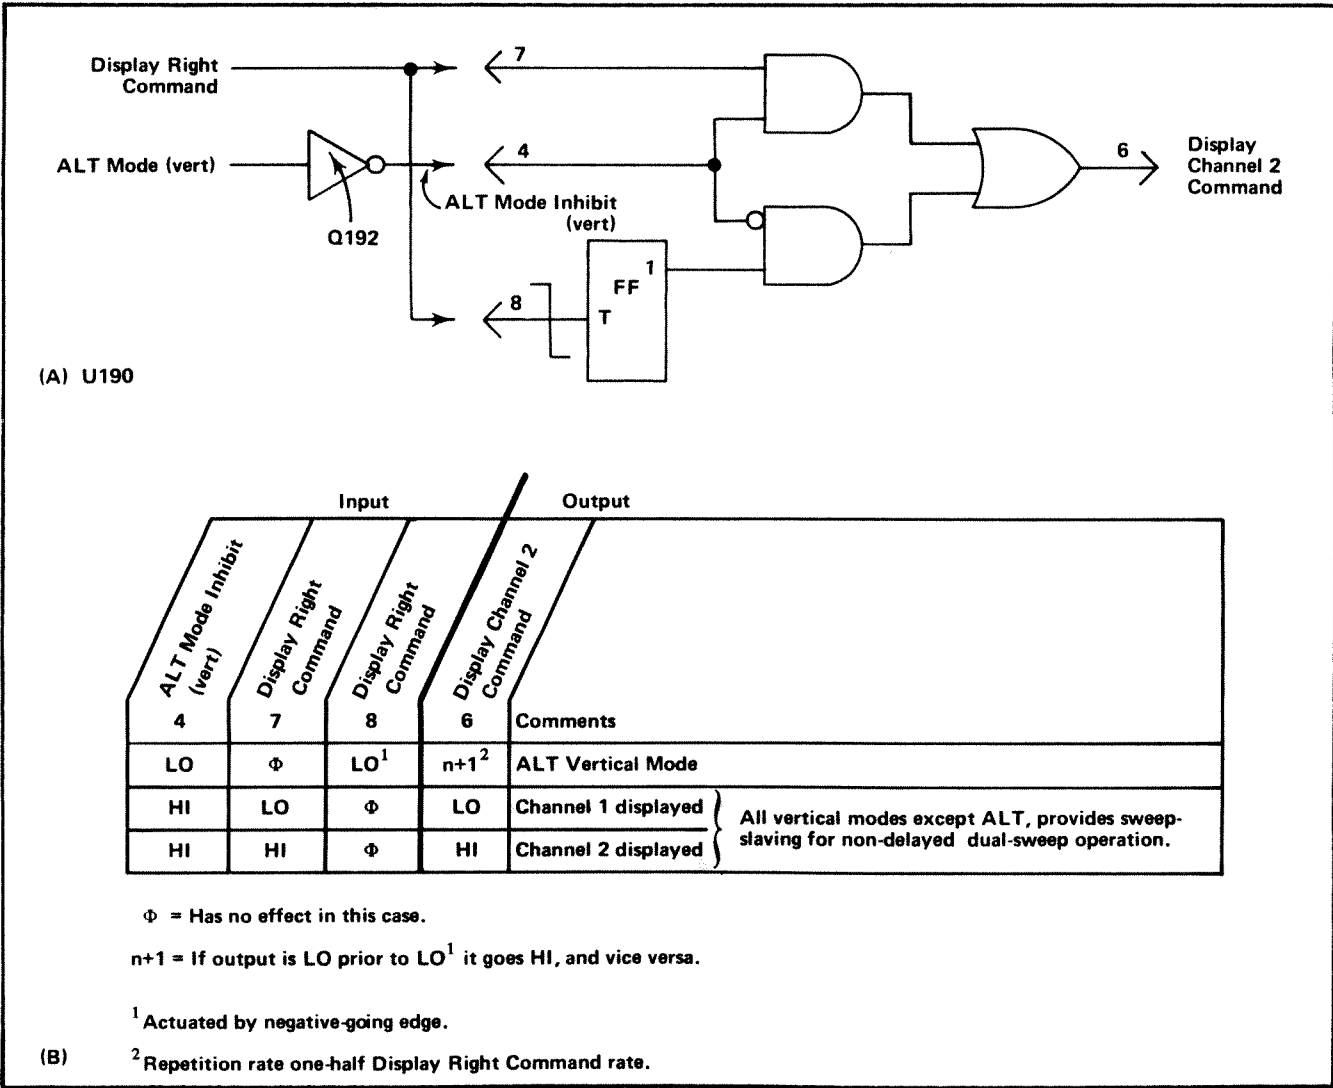 Display Right
Command
7
ALT Mode (vert)
4
ALT Mode Inhibit
(vert)
Q192
6
Display
Channel 2
Command
1
FF
T
8
(A) U190
Input
Output
ALT Mode Inhibit
(vert)
Display Right
Command
Display Right
Command
Display Channel 2
Command
4 7 8 6 Comments
LO Φ LO¹ n+1² ALT Vertical Mode
HI LO Φ LO Channel 1 displayed
HI HI Φ HI Channel 2 displayed
All vertical modes except ALT, provides sweep-
slaving for non-delayed dual-sweep operation.
Φ = Has no effect in this case.
n+1 = If output is LO prior to LO¹ it goes HI, and vice versa.
¹Actuated by negative-going edge.
(B) ²Repetition rate one-half Display Right Command rate.